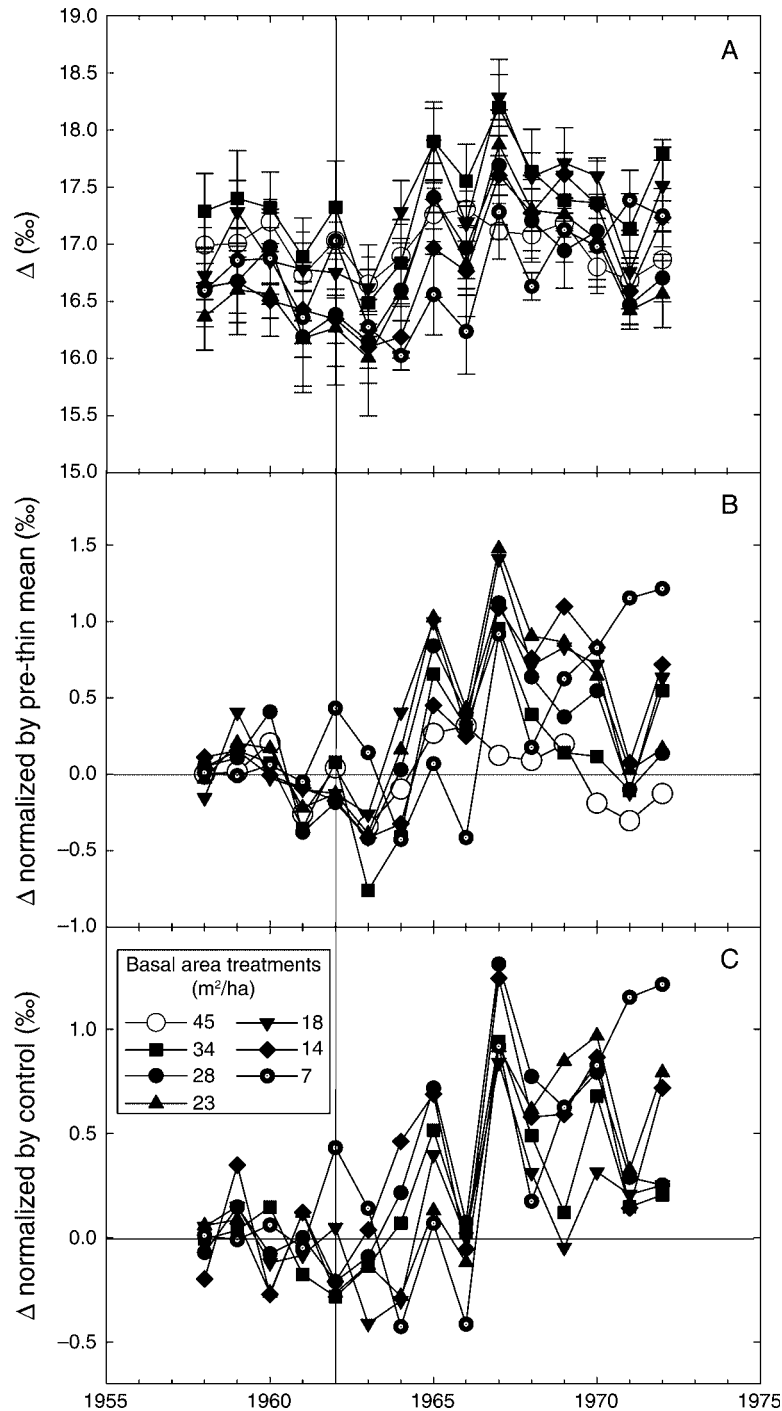 A
19.0
18.5
18.0
17.5
17.0
16.5
16.0
15.5
15.0
Δ (‰)
B
1.5
1.0
0.5
0.0
−0.5
−1.0
Δ normalized by pre-thin mean (‰)
C
Basal area treatments
(m²/ha)
45 18
34 14
28 7
23
1.0
0.5
0.0
−0.5
Δ normalized by control (‰)
1955 1960 1965 1970 1975